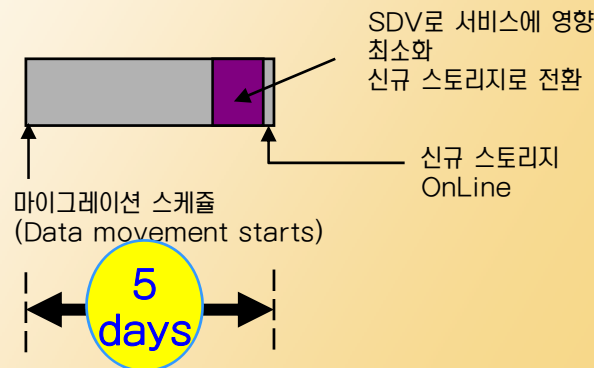 SDV로 서비스에 영향
최소화
신규 스토리지로 전환
신규 스토리지
OnLine
마이그레이션 스케쥴
(Data movement starts)
5
days